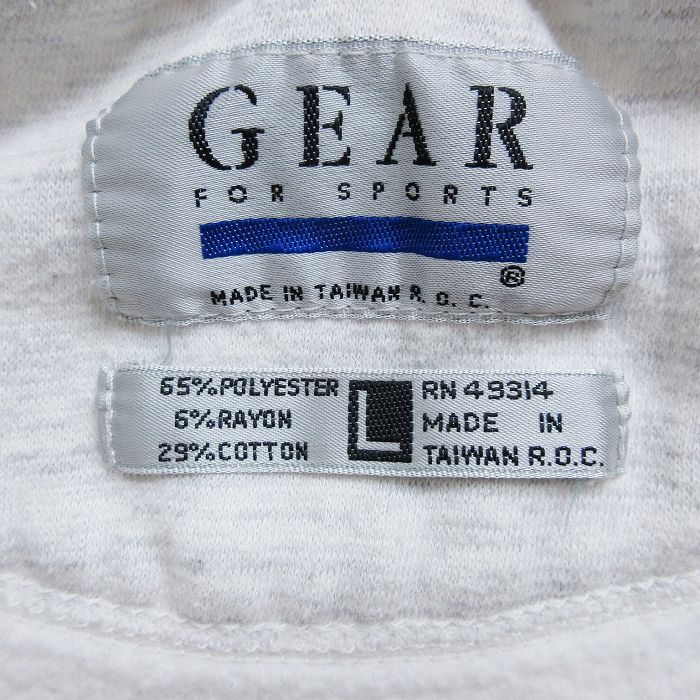 GEAR
FOR SPORTS
®
MADE IN TAIWAN R.O.C.
65%POLYESTER
6%RAYON
29%COTTON
L
RN 49314
MADE IN
TAIWAN R.O.C.